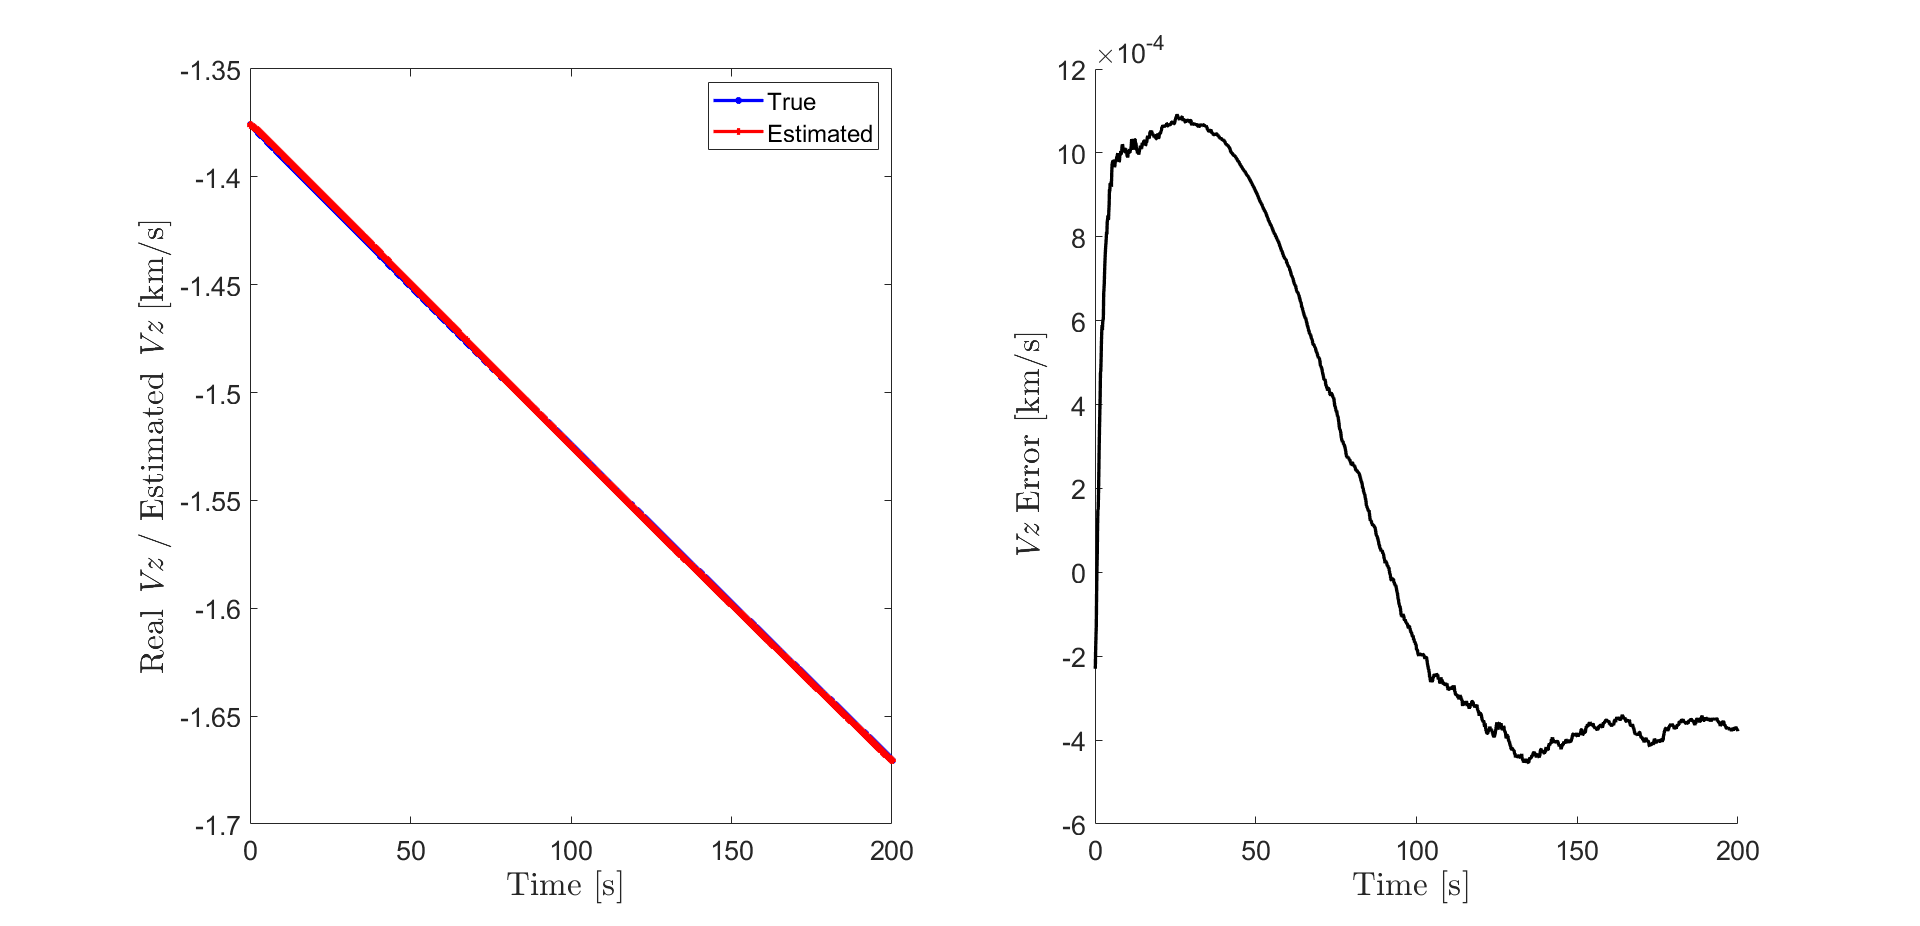 -1.35
-1.4
-1.45
-1.5
-1.55
-1.6
-1.65
-1.7
0 50 100 150 200
Time [s]
Real Vz / Estimated Vz [km/s]
True
Estimated
×10-4
12
10
8
6
4
2
0
-2
-4
-6
0 50 100 150 200
Time [s]
Vz Error [km/s]